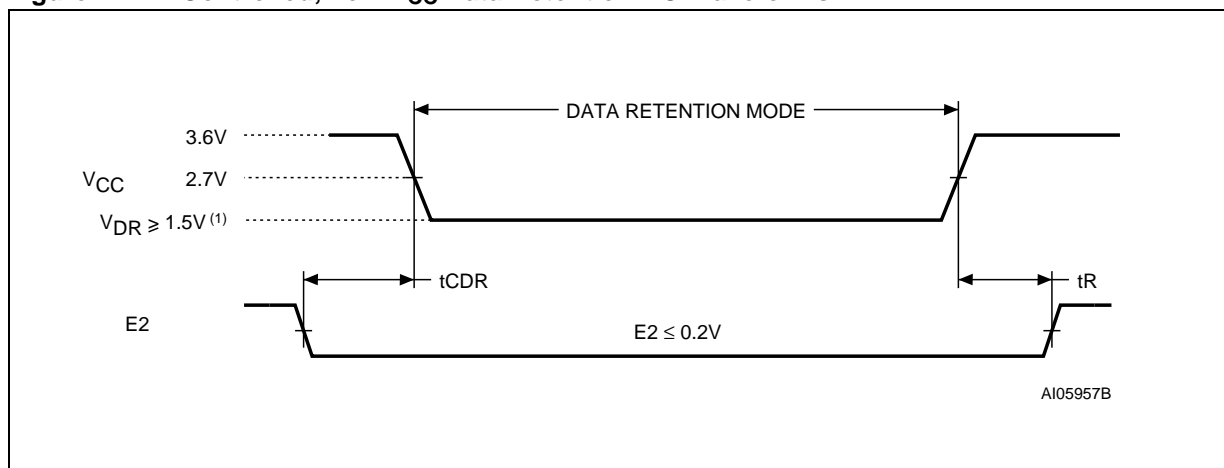 DATA RETENTION MODE
3.6V
VCC 2.7V
VDR ≥ 1.5V (1)
tCDR
tR
E2
E2 ≤ 0.2V
AI05957B